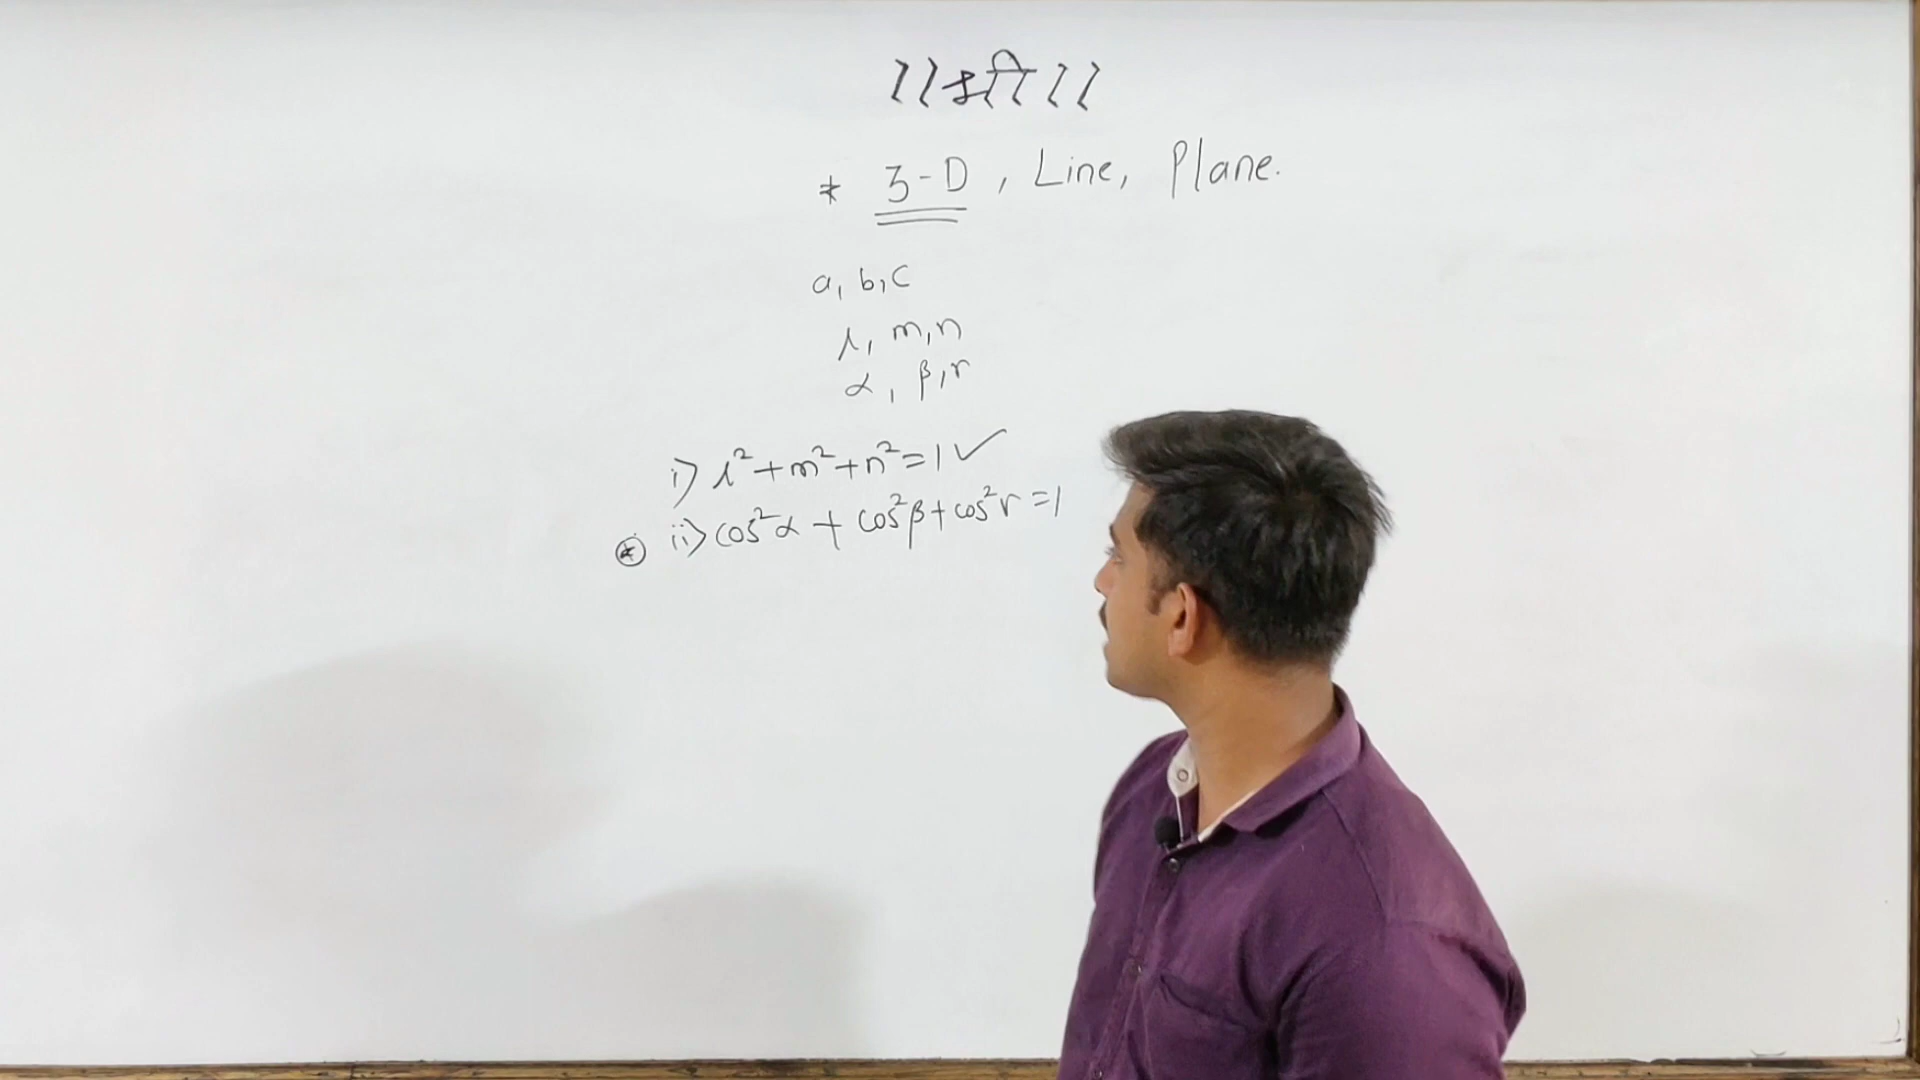 ॥ श्री ॥
* 3-D, Line, Plane.
a, b, c
l, m, n
α, β, r
i) l²+m²+n²=1 ✓
* ii) cos²α + cos²β + cos²r = 1